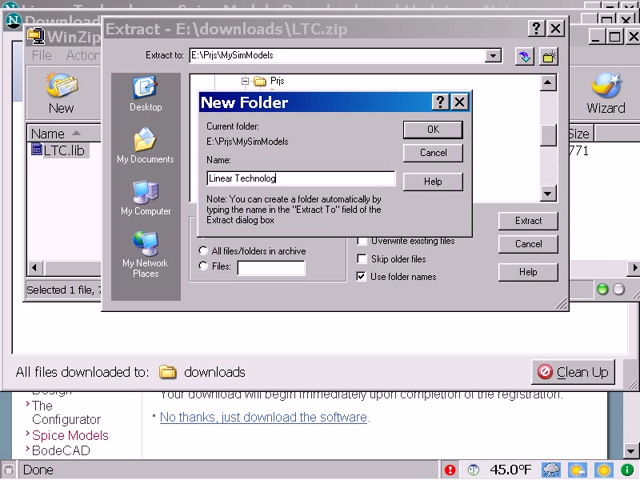 Downloads
WinZip
Extract - E:\downloads\LTC.zip
File
Extract to:
E:\Prjs\MySimModels
New
Wizard
Desktop
My Documents
My Computer
My Network
Places
Prjs
Name
Size
LTC.lib
771
New Folder
Current folder:
E:\Prjs\MySimModels
Name:
Linear Technolog
Note: You can create a folder automatically by
typing the name in the "Extract To" field of the
Extract dialog box
OK
Cancel
Help
All files/folders in archive
Files:
Overwrite existing files
Skip older files
Use folder names
Extract
Cancel
Help
Selected 1 file,
All files downloaded to:
downloads
Clean Up
Design
The
Configurator
Spice Models
BodeCAD
Your download will begin immediately upon completion of the registration.
No thanks, just download the software.
Done
45.0°F